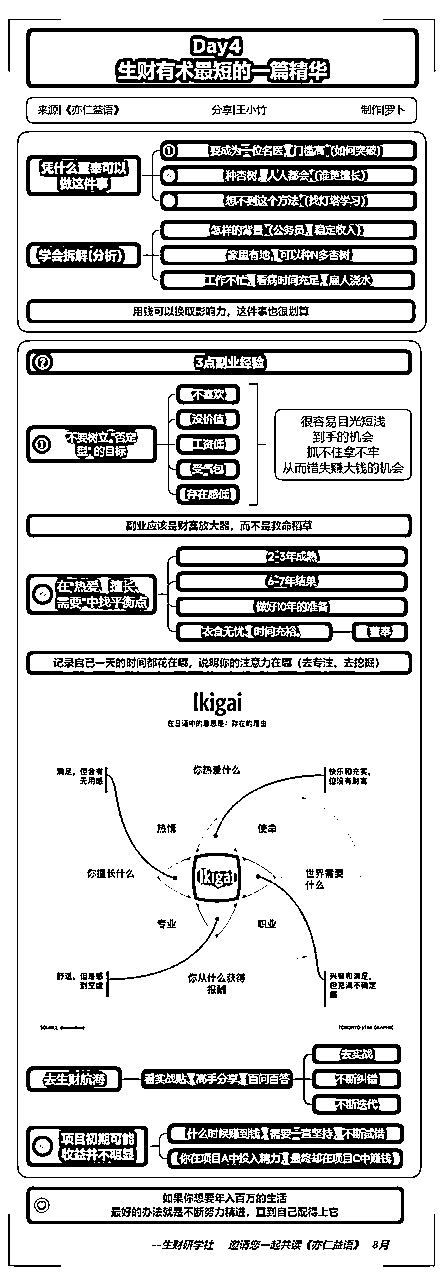 Day4
生财有术最短的一篇精华
来源|《亦仁益语》
分享|王小竹
制作|罗卜
凭什么董奉可以
做这件事
① 要成为一位名医，门槛高 (如何突破)
种杏树，人人都会 (谁更擅长)
想不到这个方法 (找灯塔学习)
学会拆解(分析)
怎样的背景 (公务员，稳定收入)
家里有地，可以种N多杏树
工作不忙，看病时间充足，雇人浇水
用钱可以换取影响力，这件事也很划算
② 3点副业经验
① 不要树立“否定
型”的目标
不喜欢
没价值
工资低
受气包
存在感低
很容易目光短浅
到手的机会
抓不住拿不牢
从而错失赚大钱的机会
副业应该是财富放大器，而不是救命稻草
在“热爱、擅长、
需要”中找平衡点
2-3年成熟
6-7年结果
做好10年的准备
衣食无忧，时间充裕。
董奉
记录自己一天的时间都花在哪，说明你的注意力在哪（去专注、去挖掘）
Ikigai
在日语中的意思是：存在的理由
满足，但会有
无用感
你热爱什么
快乐和充实，
但没有财富
热情
使命
你擅长什么
Ikigai
世界需要
什么
专业
职业
舒适，但是感
到空虚
你从什么获得
报酬
兴奋和满足，
但充满不确定
感
TORONTO STAR GRAPHIC
去生财航海
看实战贴，高手分享，百问百答
去实战
不断纠错
不断迭代
项目初期可能
收益并不明显
什么时候赚到钱，需要一直坚持，不断试错
你在项目A中投入精力，最终却在项目C中赚钱
如果你想要年入百万的生活
最好的办法就是不断努力精进，直到自己配得上它
--生财研学社 邀请您一起共读《亦仁益语》 8月